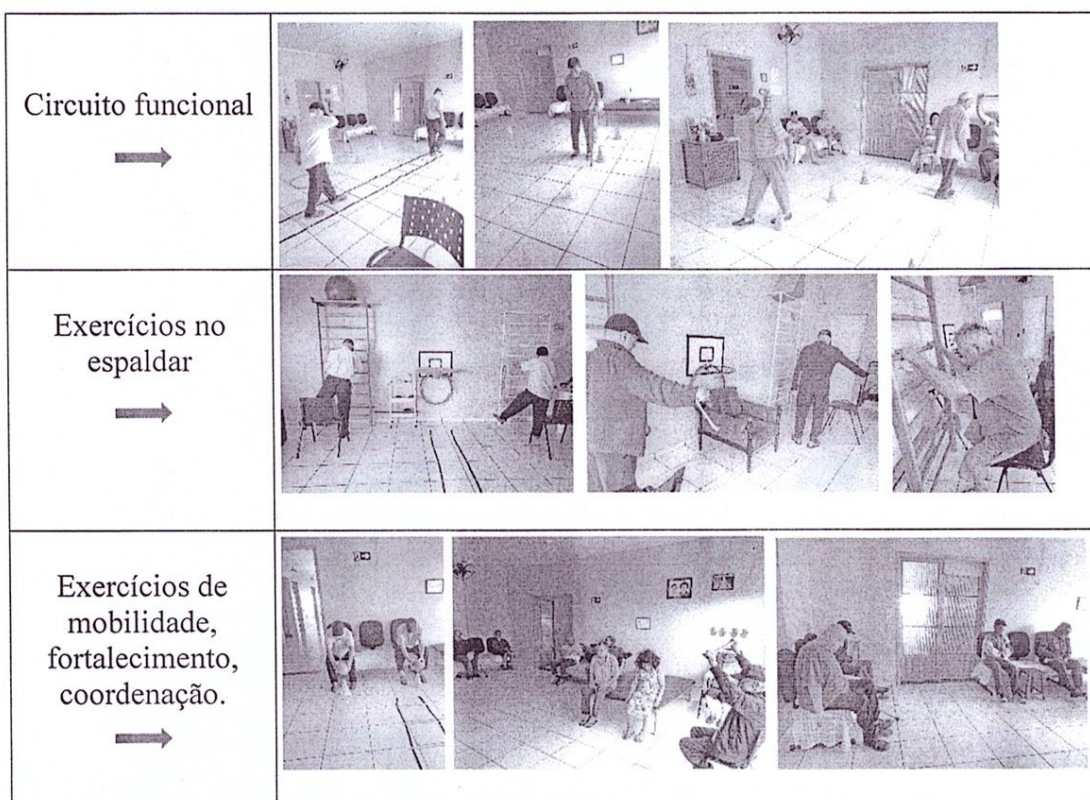 Circuito funcional
Exercícios no
espaldar
Exercícios de
mobilidade,
fortalecimento,
coordenação.